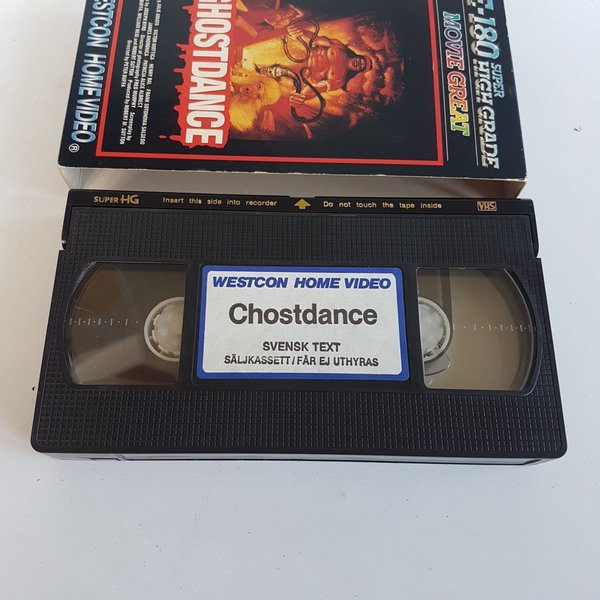 WESTCON HOME VIDEO ®
GHOSTDANCE
E-180 SUPER HIGH GRADE
MOVIE GREAT
SUPER HG
Insert this side into recorder
Do not touch the tape inside
VHS
WESTCON HOME VIDEO
Chostdance
SVENSK TEXT
SÄLJKASSETT/FÅR EJ UTHYRAS